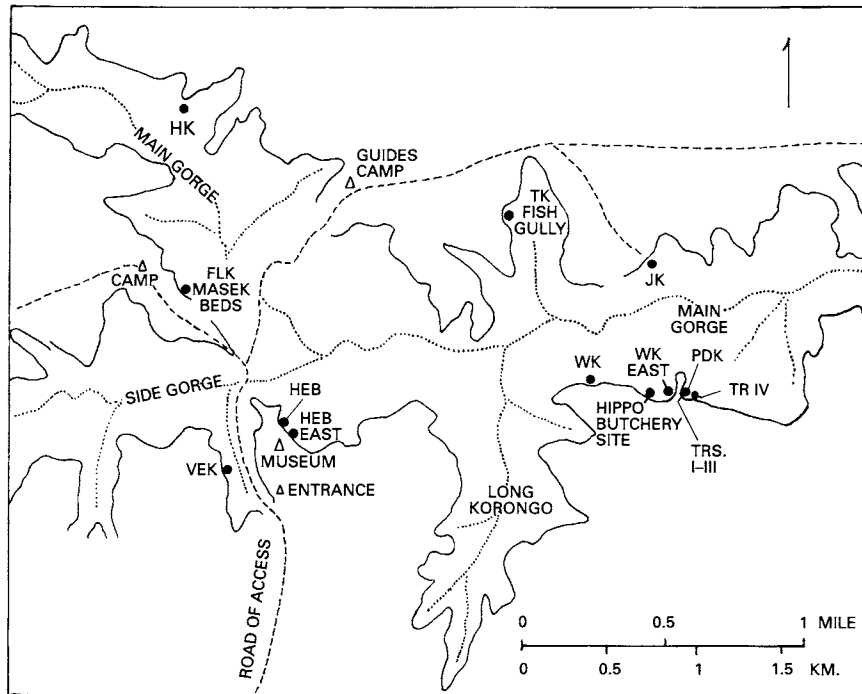 HK
MAIN GORGE
GUIDES
CAMP
TK
FISH
GULLY
CAMP
FLK
MASEK
BEDS
JK
MAIN
GORGE
SIDE GORGE
WK
WK
EAST
PDK
TR IV
HIPPO
BUTCHERY
SITE
TRS.
I–III
HEB
HEB
EAST
MUSEUM
VEK
ENTRANCE
LONG
KORONGO
ROAD OF ACCESS
0 0.5 1 MILE
0 0.5 1 1.5 KM.